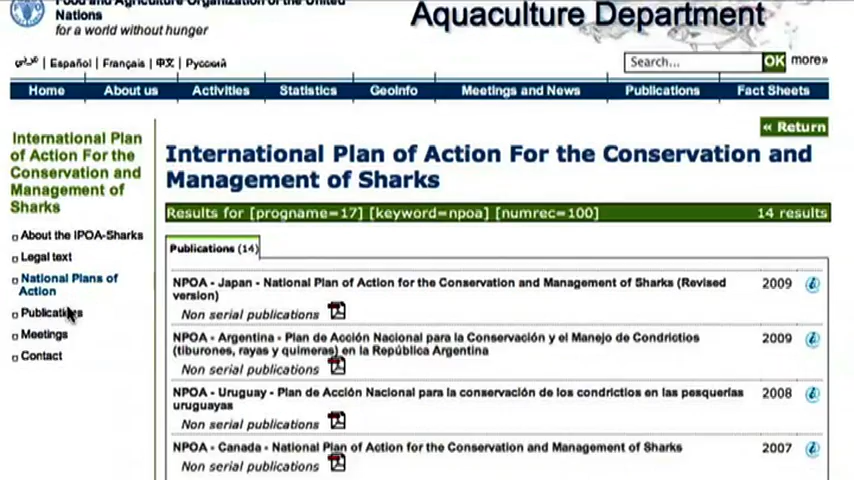 Food and Agriculture Organization of the United
Nations
for a world without hunger
Aquaculture Department
عربي | Español | Français | 中文 | Русский
Search... OK more»
Home About us Activities Statistics GeoInfo Meetings and News Publications Fact Sheets
« Return
International Plan
of Action For the
Conservation and
Management of
Sharks
About the IPOA-Sharks
Legal text
National Plans of
Action
Publications
Meetings
Contact
International Plan of Action For the Conservation and
Management of Sharks
Results for [progname=17] [keyword=npoa] [numrec=100] 14 results
Publications (14)
NPOA - Japan - National Plan of Action for the Conservation and Management of Sharks (Revised
version) 2009
Non serial publications
NPOA - Argentina - Plan de Acción Nacional para la Conservación y el Manejo de Condrictios
(tiburones, rayas y quimeras) en la República Argentina 2009
Non serial publications
NPOA - Uruguay - Plan de Acción Nacional para la conservación de los condrictios en las pesquerías
uruguayas 2008
Non serial publications
NPOA - Canada - National Plan of Action for the Conservation and Management of Sharks 2007
Non serial publications